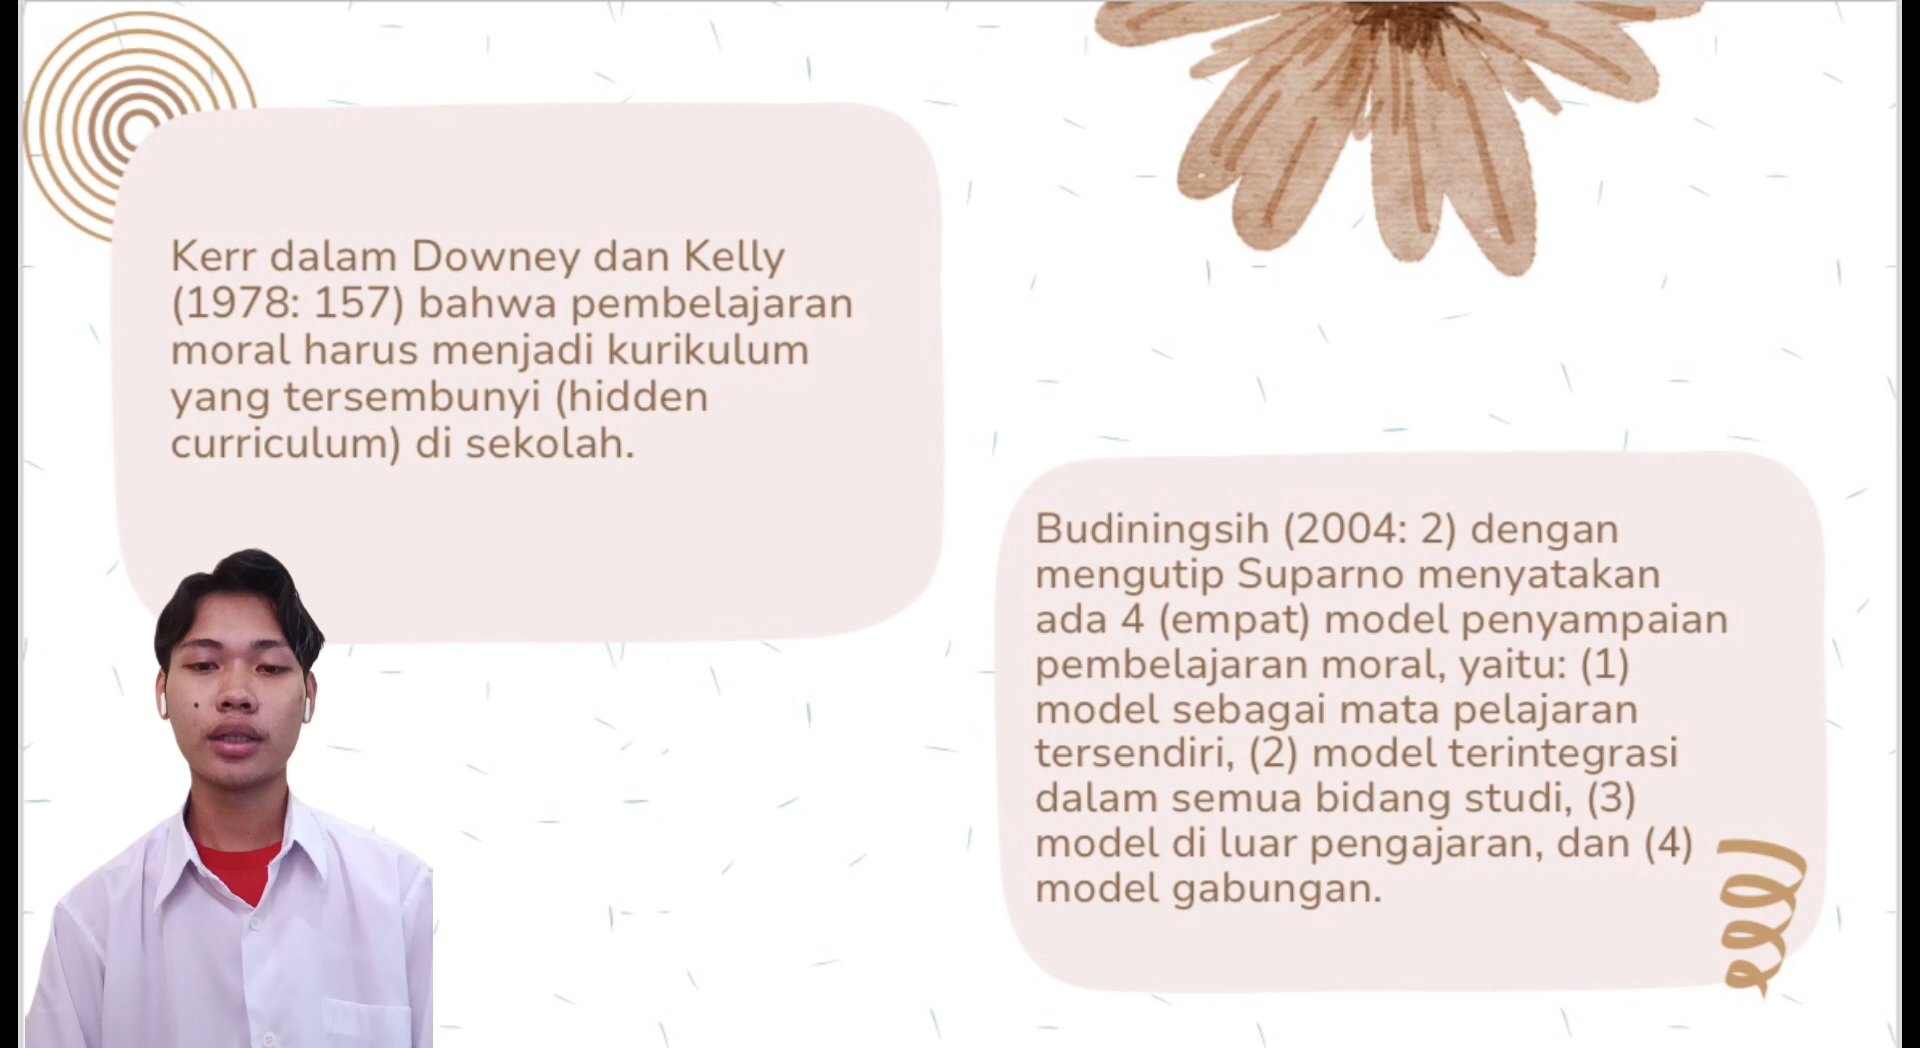 Kerr dalam Downey dan Kelly
(1978: 157) bahwa pembelajaran
moral harus menjadi kurikulum
yang tersembunyi (hidden
curriculum) di sekolah.
Budiningsih (2004: 2) dengan
mengutip Suparno menyatakan
ada 4 (empat) model penyampaian
pembelajaran moral, yaitu: (1)
model sebagai mata pelajaran
tersendiri, (2) model terintegrasi
dalam semua bidang studi, (3)
model di luar pengajaran, dan (4)
model gabungan.